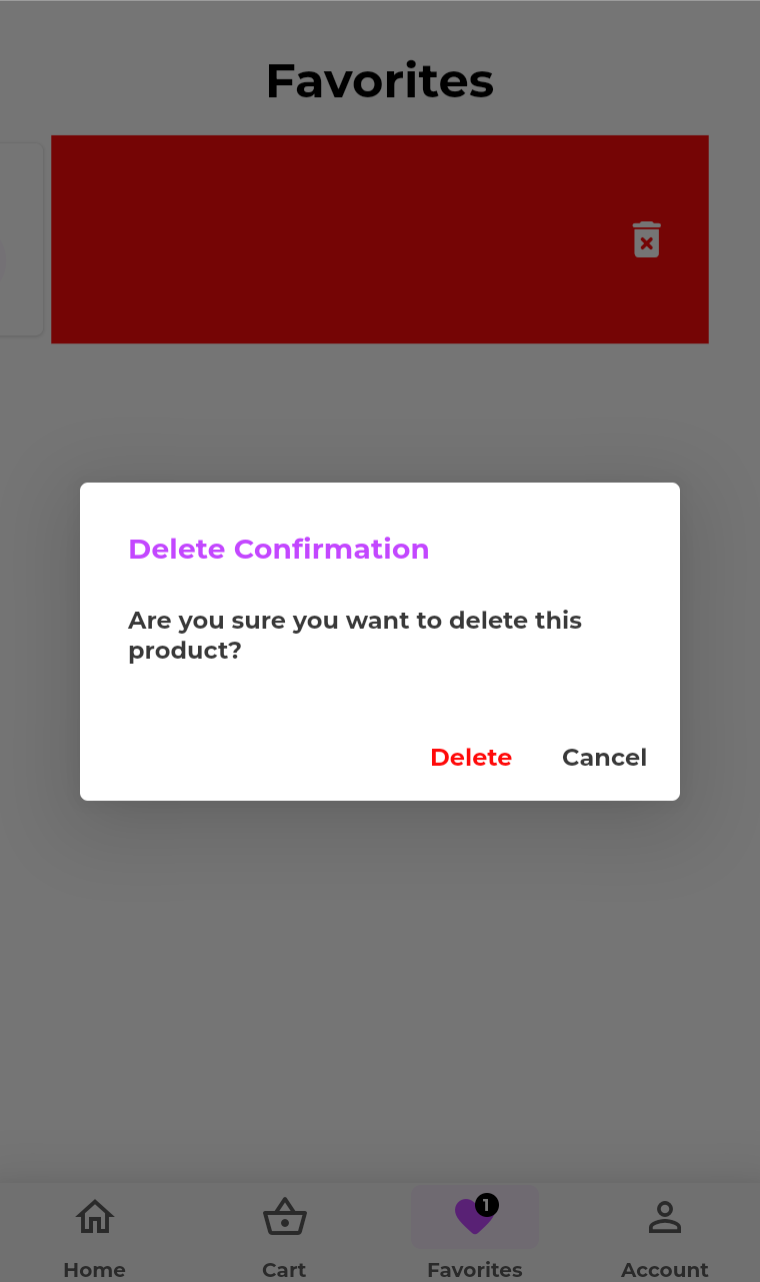 Favorites
Delete Confirmation
Are you sure you want to delete this
product?
Delete Cancel
1
Home Cart Favorites Account